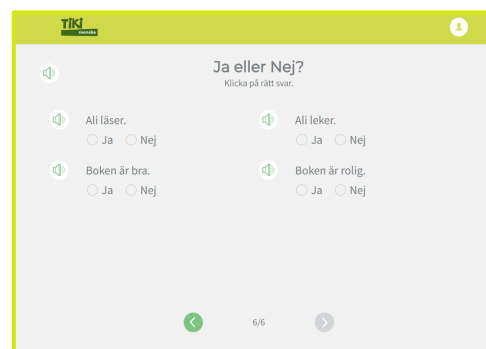 TiKi
svenska
Ja eller Nej?
Klicka på rätt svar.
Ali läser.
Ja Nej
Ali leker.
Ja Nej
Boken är bra.
Ja Nej
Boken är rolig.
Ja Nej
6/6